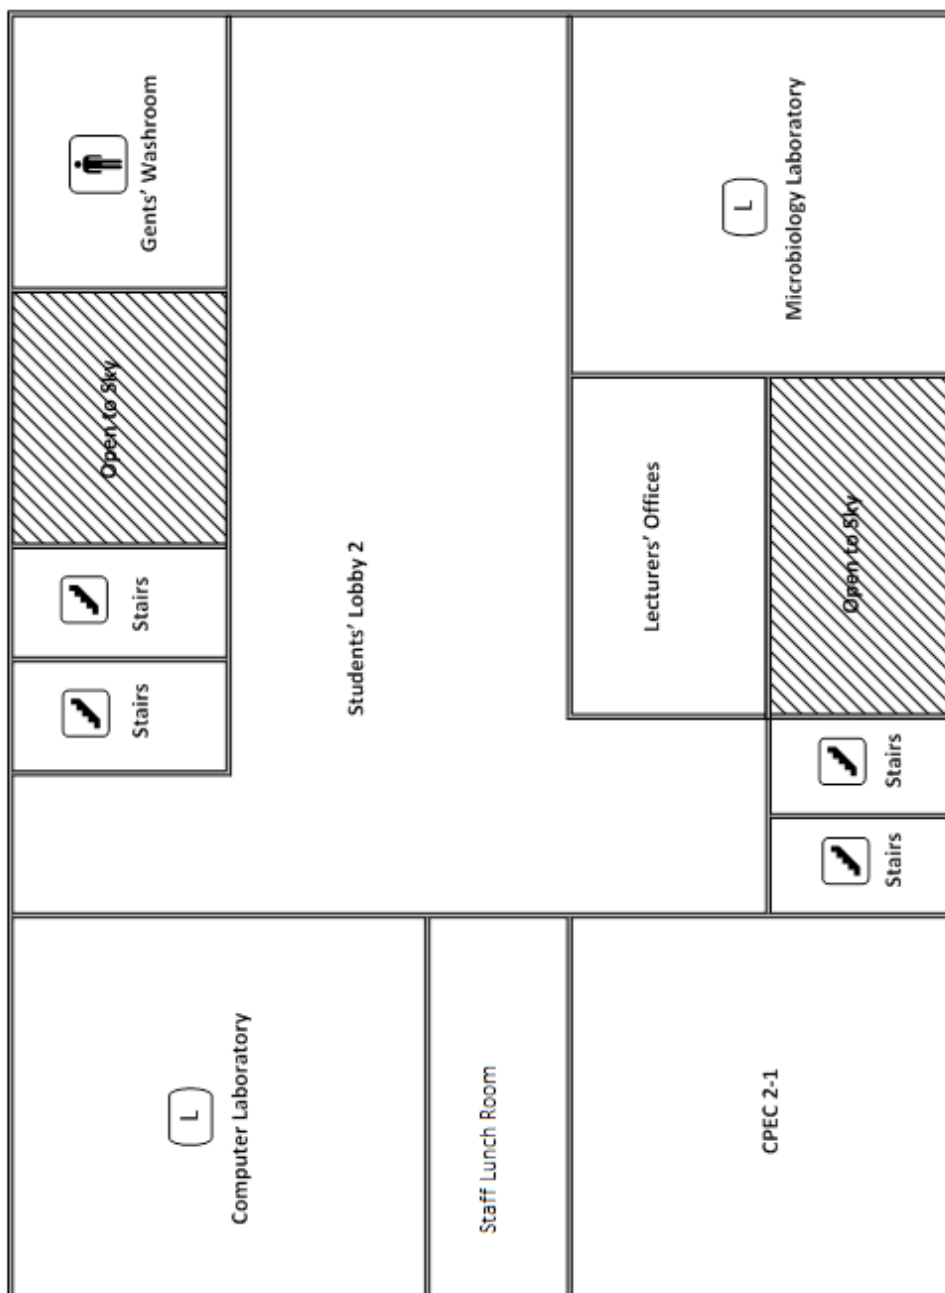 Computer Laboratory
L
Staff Lunch Room
CPEC 2-1
Stairs
Stairs
Open to Sky
Gents' Washroom
Students' Lobby 2
Stairs
Stairs
Lecturers' Offices
Open to Sky
Microbiology Laboratory
L